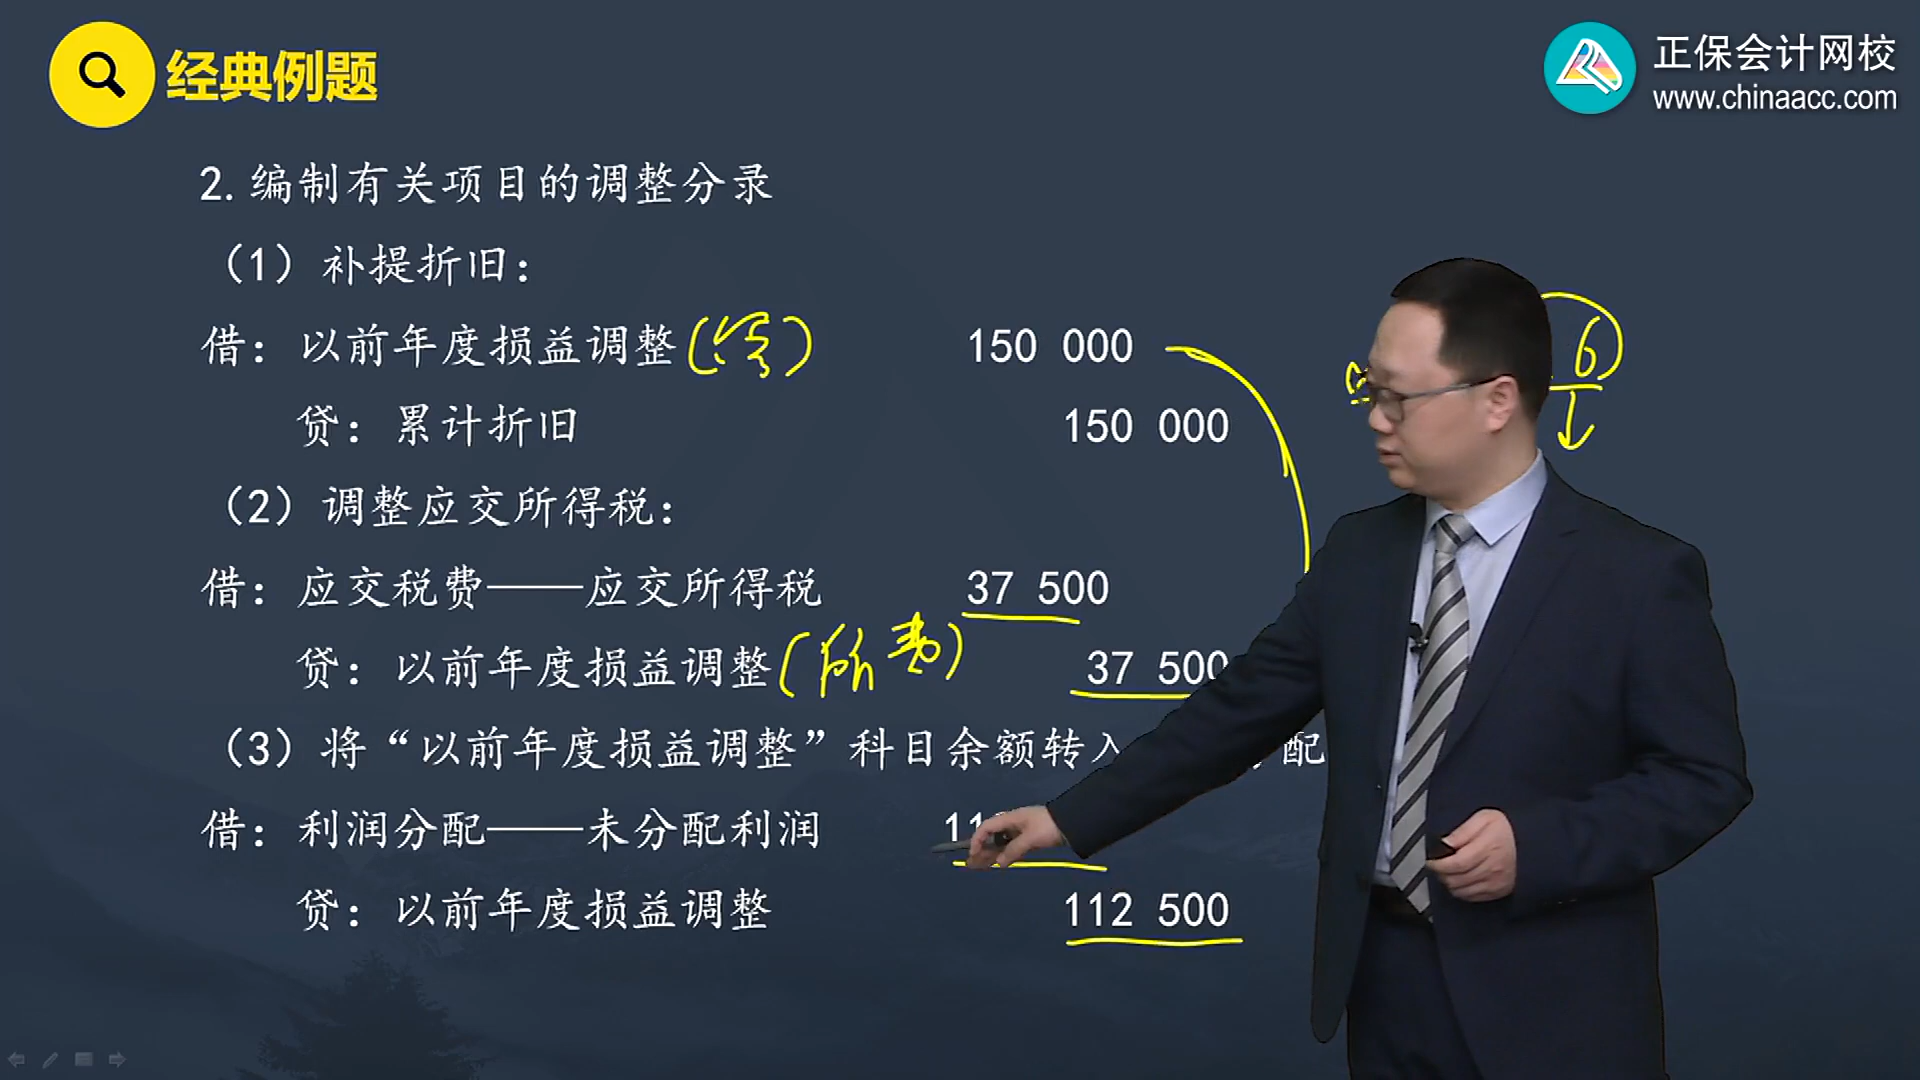 经典例题
正保会计网校
www.chinaacc.com
2.编制有关项目的调整分录
（1）补提折旧：
借：以前年度损益调整 150 000
贷：累计折旧 150 000
（2）调整应交所得税：
借：应交税费——应交所得税 37 500
贷：以前年度损益调整(所费) 37 500
（3）将“以前年度损益调整”科目余额转入 配
借：利润分配——未分配利润 11
贷：以前年度损益调整 112 500
6